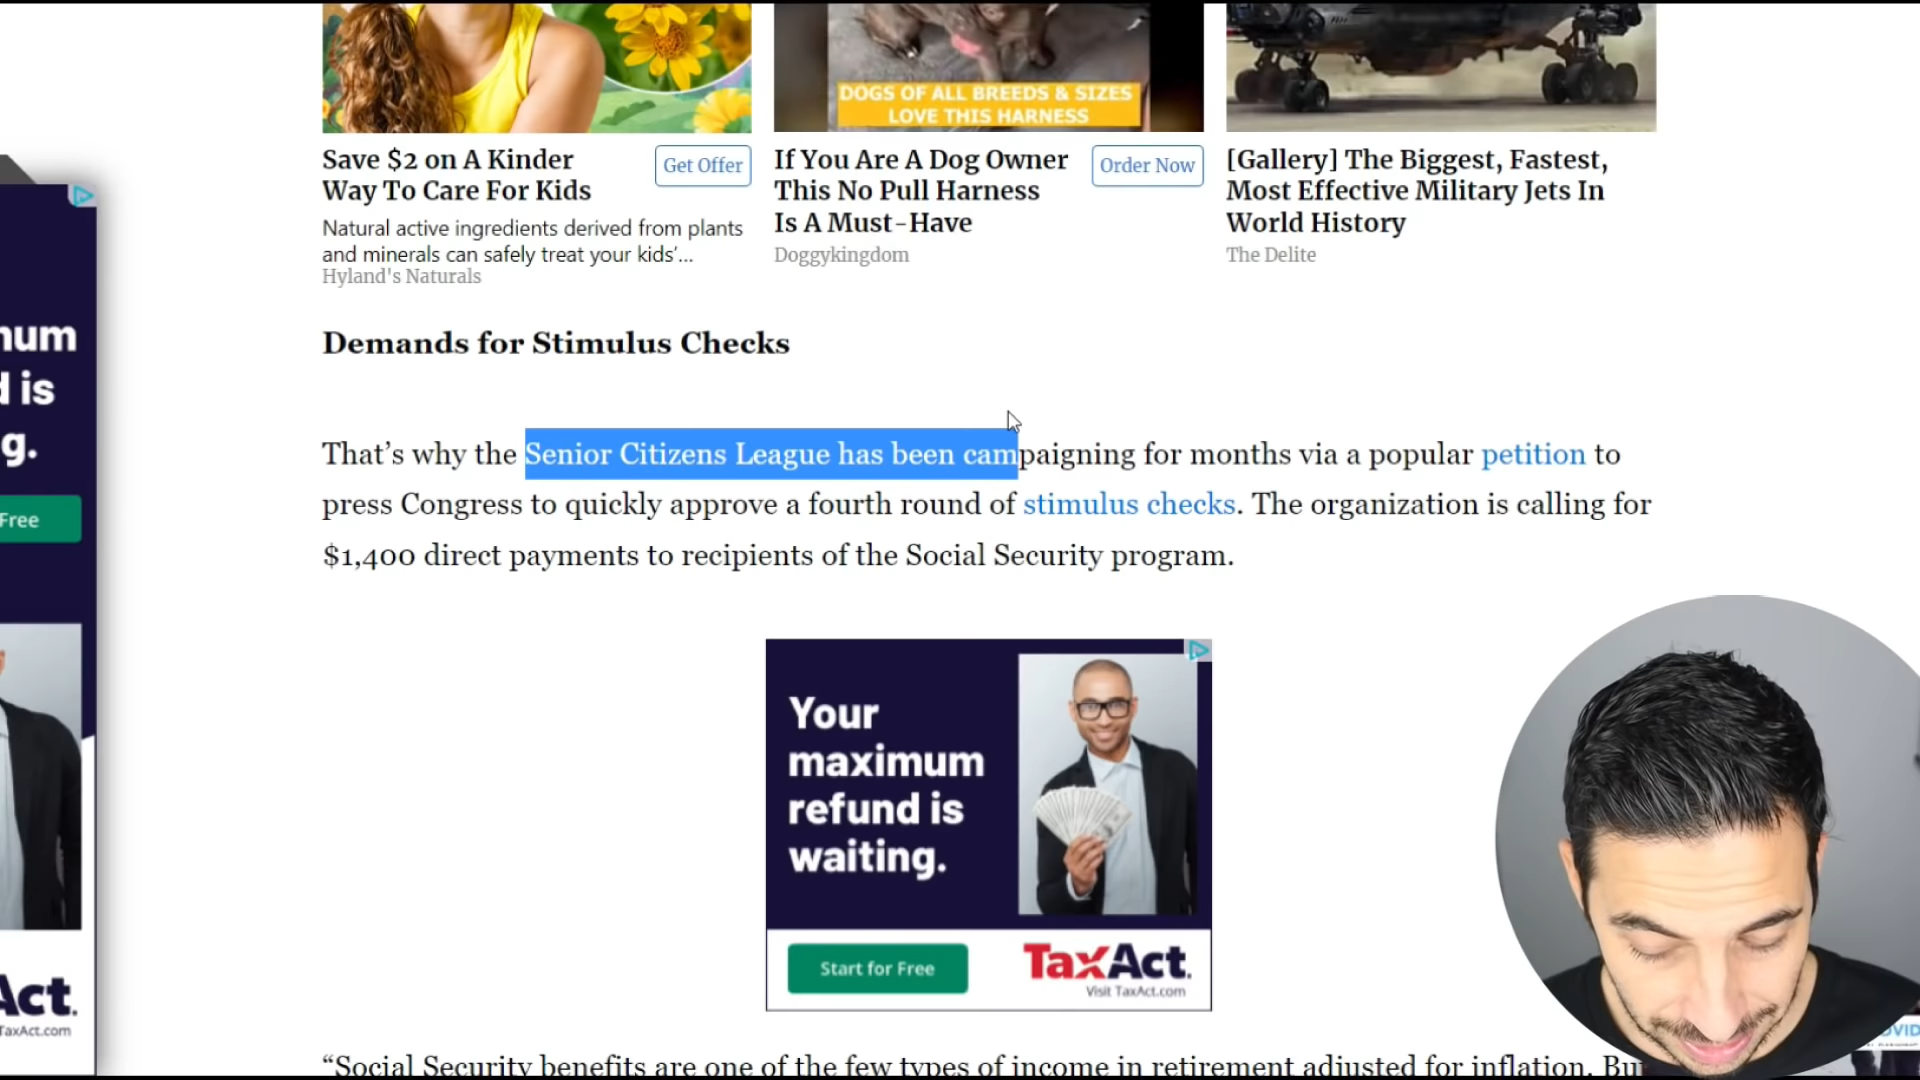 DOGS OF ALL BREEDS & SIZES
LOVE THIS HARNESS
Save $2 on A Kinder
Way To Care For Kids
Get Offer
Natural active ingredients derived from plants
and minerals can safely treat your kids’...
Hyland's Naturals
If You Are A Dog Owner
This No Pull Harness
Is A Must-Have
Order Now
Doggykingdom
[Gallery] The Biggest, Fastest,
Most Effective Military Jets In
World History
The Delite
num
d is
g.
Free
Act.
TaxAct.com
Demands for Stimulus Checks
That’s why the Senior Citizens League has been campaigning for months via a popular petition to
press Congress to quickly approve a fourth round of stimulus checks. The organization is calling for
$1,400 direct payments to recipients of the Social Security program.
Your
maximum
refund is
waiting.
Start for Free
TaxAct.
Visit TaxAct.com
“Social Security benefits are one of the few types of income in retirement adjusted for inflation. But